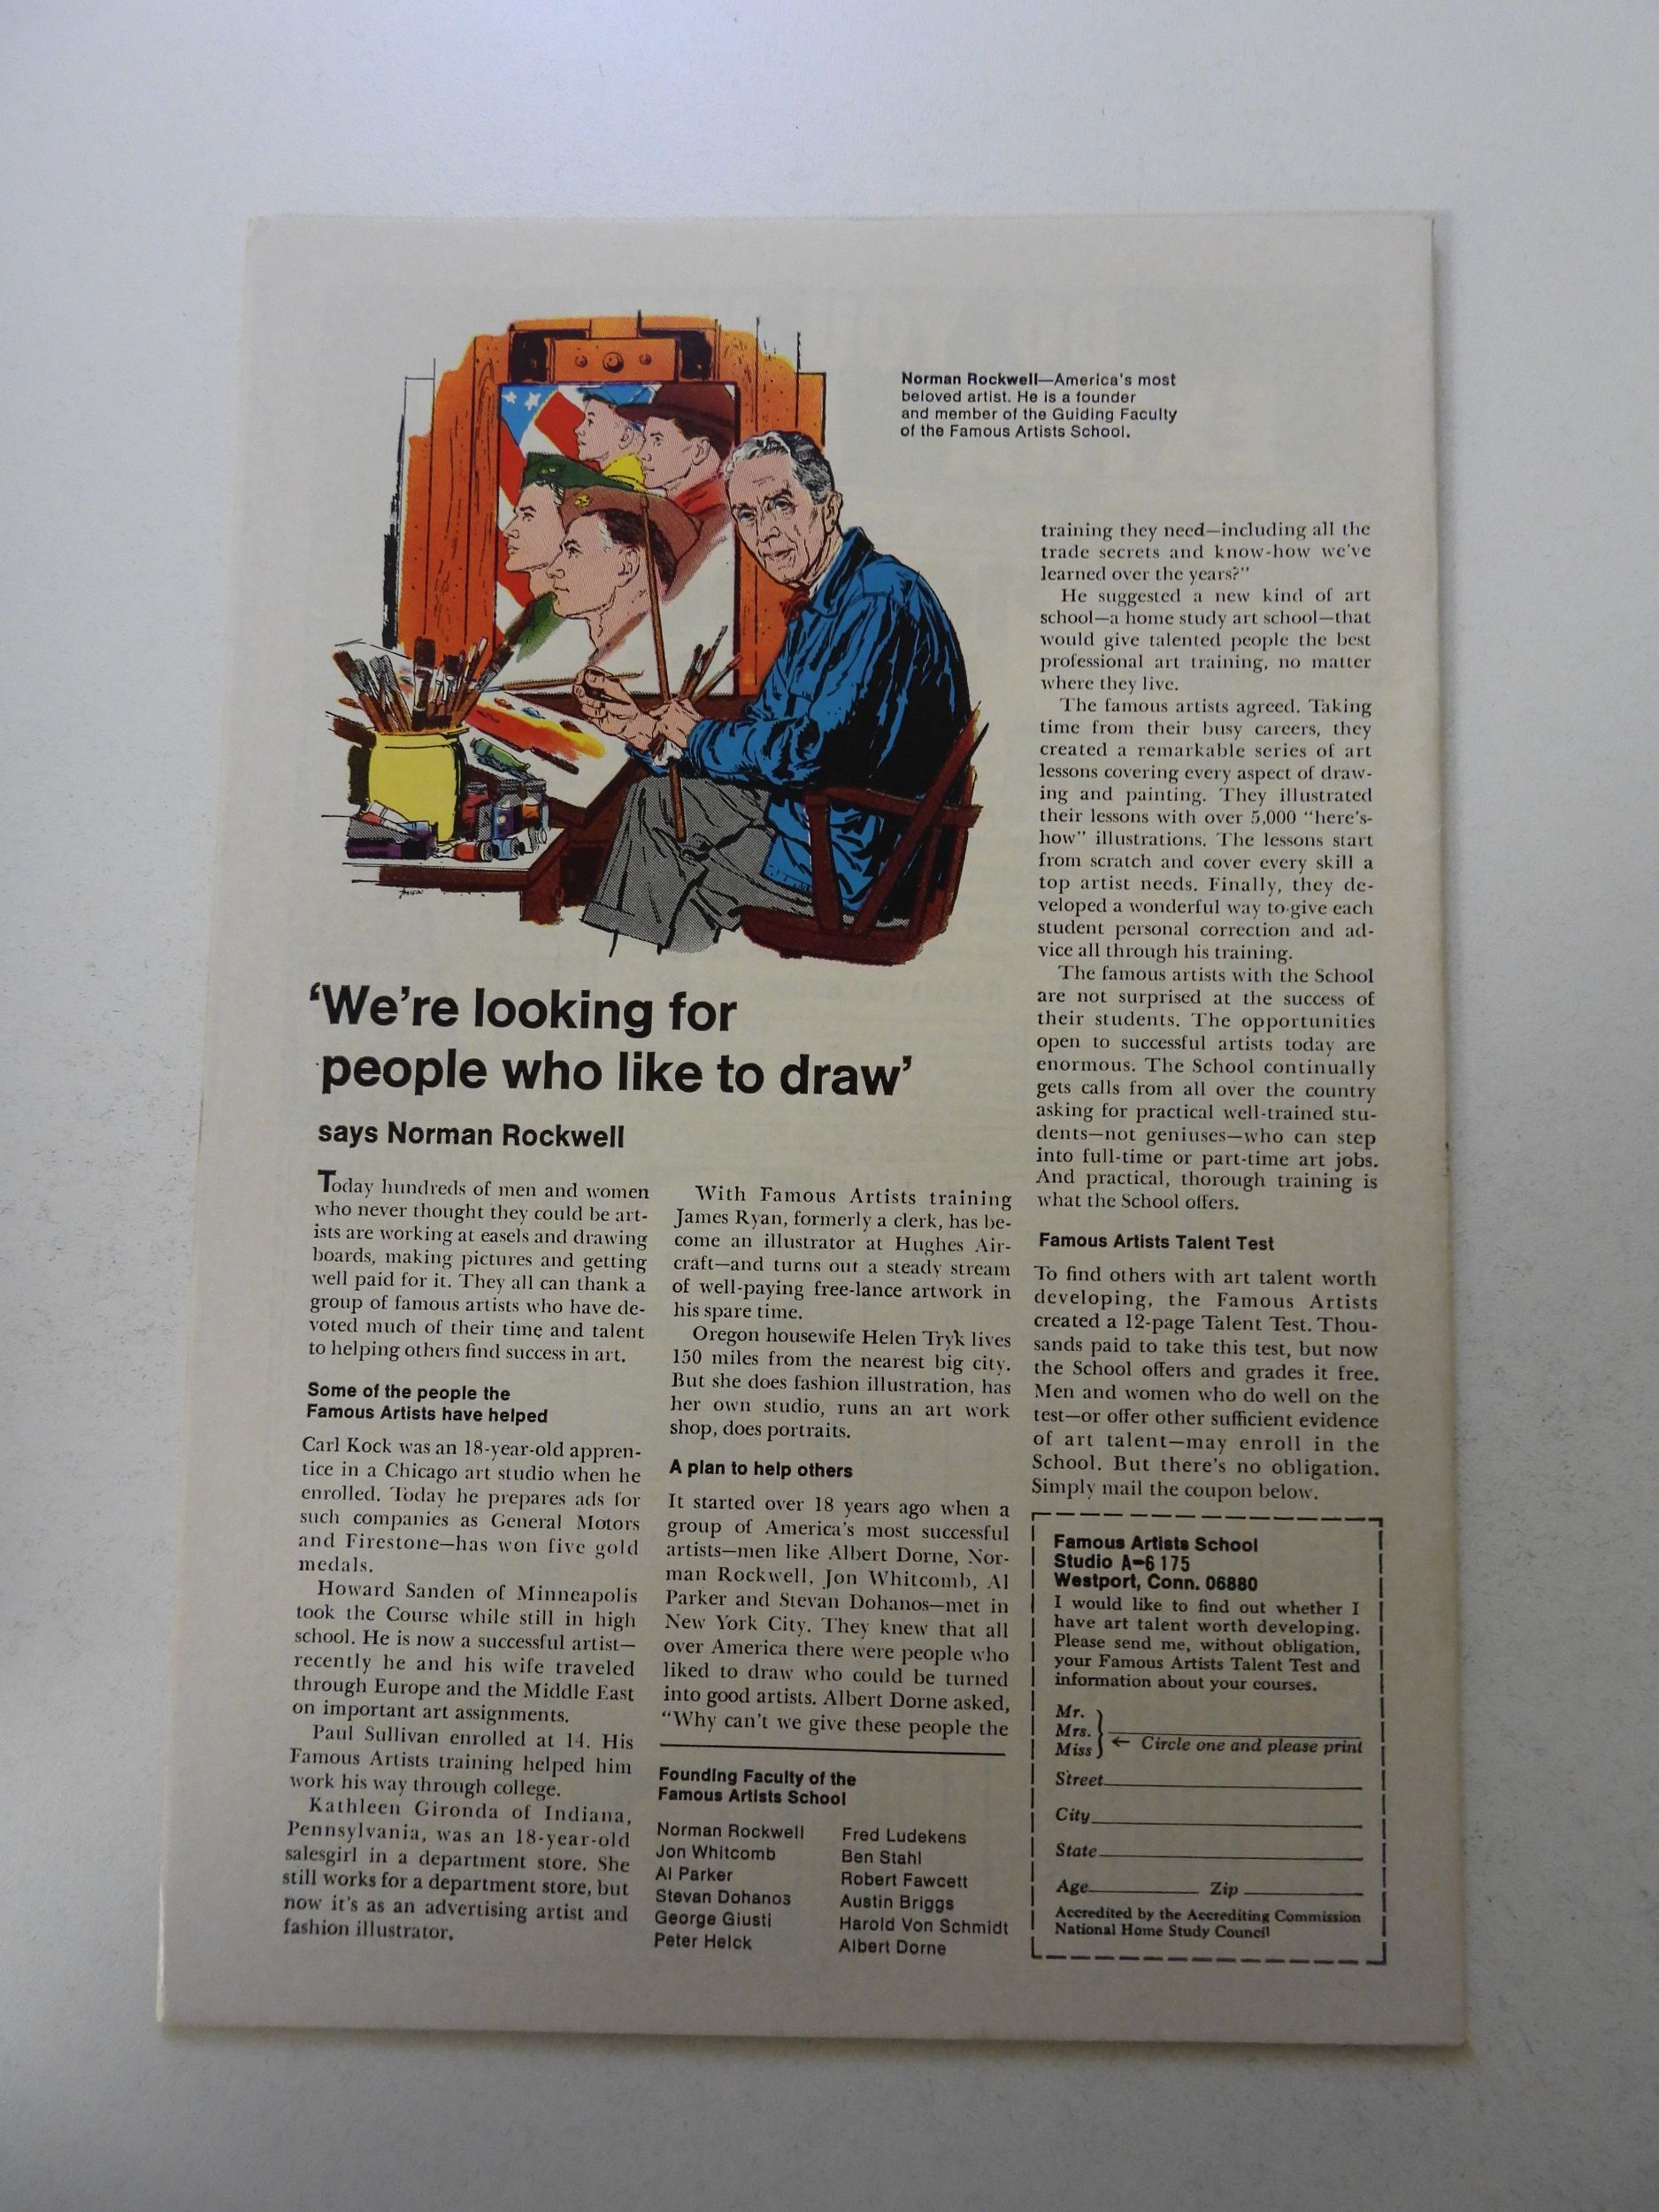 Norman Rockwell—America's most
beloved artist. He is a founder
and member of the Guiding Faculty
of the Famous Artists School.
'We're looking for
people who like to draw'
says Norman Rockwell
Today hundreds of men and women
who never thought they could be art-
ists are working at easels and drawing
boards, making pictures and getting
well paid for it. They all can thank a
group of famous artists who have de-
voted much of their time and talent
to helping others find success in art.
Some of the people the
Famous Artists have helped
Carl Kock was an 18-year-old appren-
tice in a Chicago art studio when he
enrolled. Today he prepares ads for
such companies as General Motors
and Firestone—has won five gold
medals.
Howard Sanden of Minneapolis
took the Course while still in high
school. He is now a successful artist—
recently he and his wife traveled
through Europe and the Middle East
on important art assignments.
Paul Sullivan enrolled at 14. His
Famous Artists training helped him
work his way through college.
Kathleen Gironda of Indiana,
Pennsylvania, was an 18-year-old
salesgirl in a department store. She
still works for a department store, but
now it's as an advertising artist and
fashion illustrator.
With Famous Artists training
James Ryan, formerly a clerk, has be-
come an illustrator at Hughes Air-
craft—and turns out a steady stream
of well-paying free-lance artwork in
his spare time.
Oregon housewife Helen Tryk lives
150 miles from the nearest big city.
But she does fashion illustration, has
her own studio, runs an art work
shop, does portraits.
A plan to help others
It started over 18 years ago when a
group of America's most successful
artists—men like Albert Dorne, Nor-
man Rockwell, Jon Whitcomb, Al
Parker and Stevan Dohanos—met in
New York City. They knew that all
over America there were people who
liked to draw who could be turned
into good artists. Albert Dorne asked,
"Why can't we give these people the
training they need—including all the
trade secrets and know-how we've
learned over the years?"
He suggested a new kind of art
school—a home study art school—that
would give talented people the best
professional art training, no matter
where they live.
The famous artists agreed. Taking
time from their busy careers, they
created a remarkable series of art
lessons covering every aspect of draw-
ing and painting. They illustrated
their lessons with over 5,000 "here's-
how" illustrations. The lessons start
from scratch and cover every skill a
top artist needs. Finally, they de-
veloped a wonderful way to give each
student personal correction and ad-
vice all through his training.
The famous artists with the School
are not surprised at the success of
their students. The opportunities
open to successful artists today are
enormous. The School continually
gets calls from all over the country
asking for practical well-trained stu-
dents—not geniuses—who can step
into full-time or part-time art jobs.
And practical, thorough training is
what the School offers.
Famous Artists Talent Test
To find others with art talent worth
developing, the Famous Artists
created a 12-page Talent Test. Thou-
sands paid to take this test, but now
the School offers and grades it free.
Men and women who do well on the
test—or offer other sufficient evidence
of art talent—may enroll in the
School. But there's no obligation.
Simply mail the coupon below.
Founding Faculty of the
Famous Artists School
Norman Rockwell
Jon Whitcomb
Al Parker
Stevan Dohanos
George Giusti
Peter Helck
Fred Ludekens
Ben Stahl
Robert Fawcett
Austin Briggs
Harold Von Schmidt
Albert Dorne
Famous Artists School
Studio A-6175
Westport, Conn. 06880
I would like to find out whether I
have art talent worth developing.
Please send me, without obligation,
your Famous Artists Talent Test and
information about your courses.
Mr.
Mrs.
Miss
← Circle one and please print
Street
City
State
Age Zip
Accredited by the Accrediting Commission
National Home Study Council